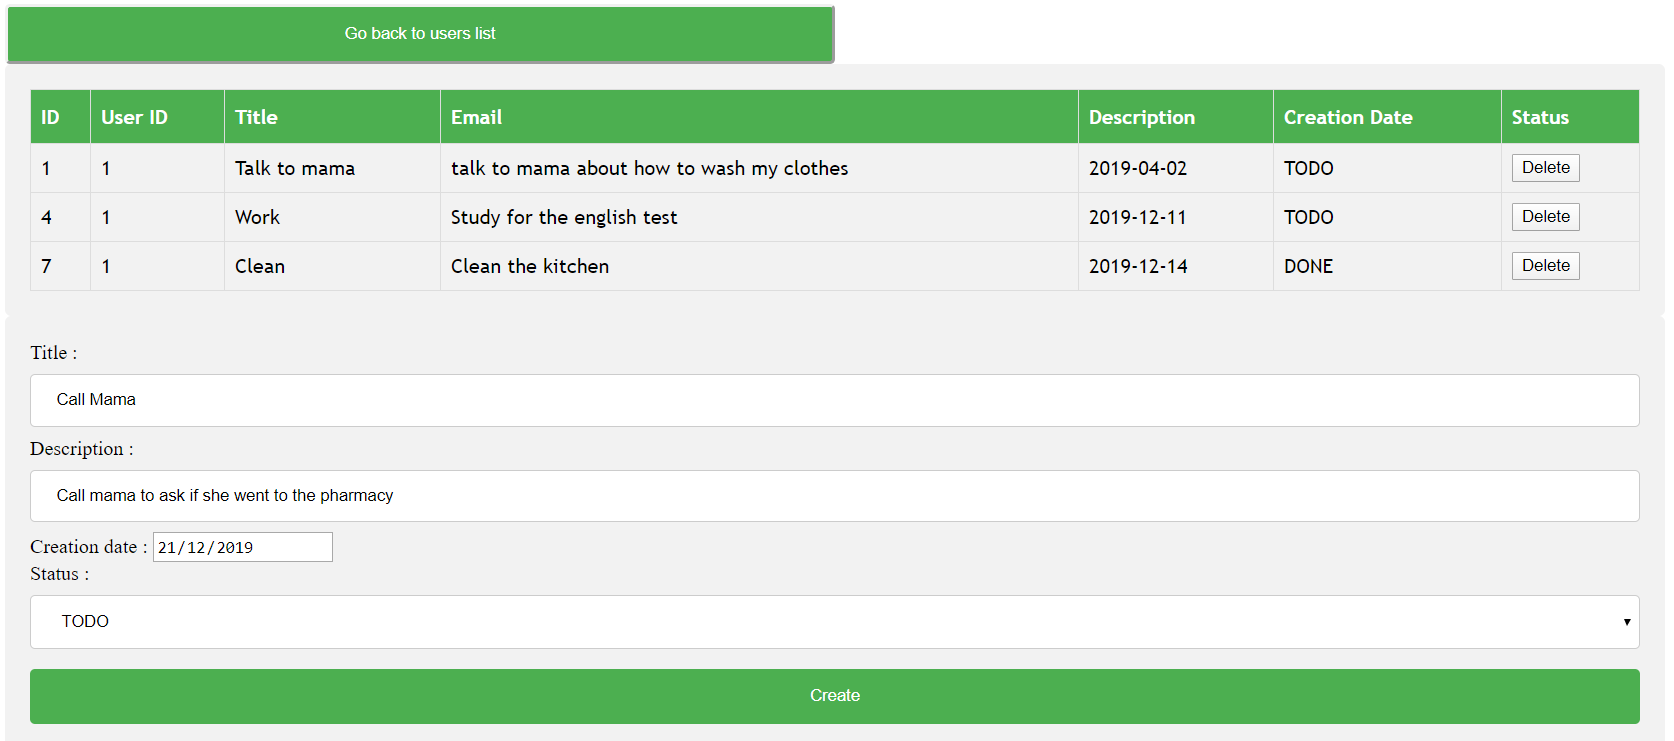 Go back to users list
ID User ID Title Email Description Creation Date Status
1 1 Talk to mama talk to mama about how to wash my clothes 2019-04-02 TODO Delete
4 1 Work Study for the english test 2019-12-11 TODO Delete
7 1 Clean Clean the kitchen 2019-12-14 DONE Delete
Title :
Call Mama
Description :
Call mama to ask if she went to the pharmacy
Creation date : 21/12/2019
Status :
TODO
Create